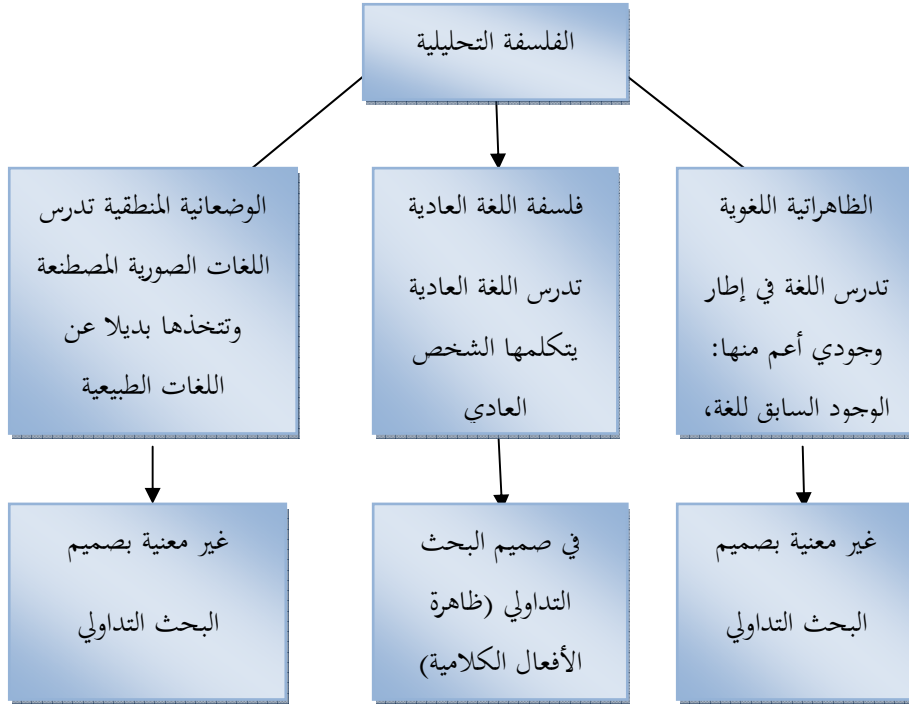 الفلسفة التحليلية
الظاهراتية اللغوية
تدرس اللغة في إطار
وجودي أعم منها:
الوجود السابق للغة،
فلسفة اللغة العادية
تدرس اللغة العادية
يتكلمها الشخص
العادي
الوضعانية المنطقية تدرس
اللغات الصورية المصطنعة
وتتخذها بديلا عن
اللغات الطبيعية
غير معنية بصميم
البحث التداولي
في صميم البحث
التداولي (ظاهرة
الأفعال الكلامية)
غير معنية بصميم
البحث التداولي